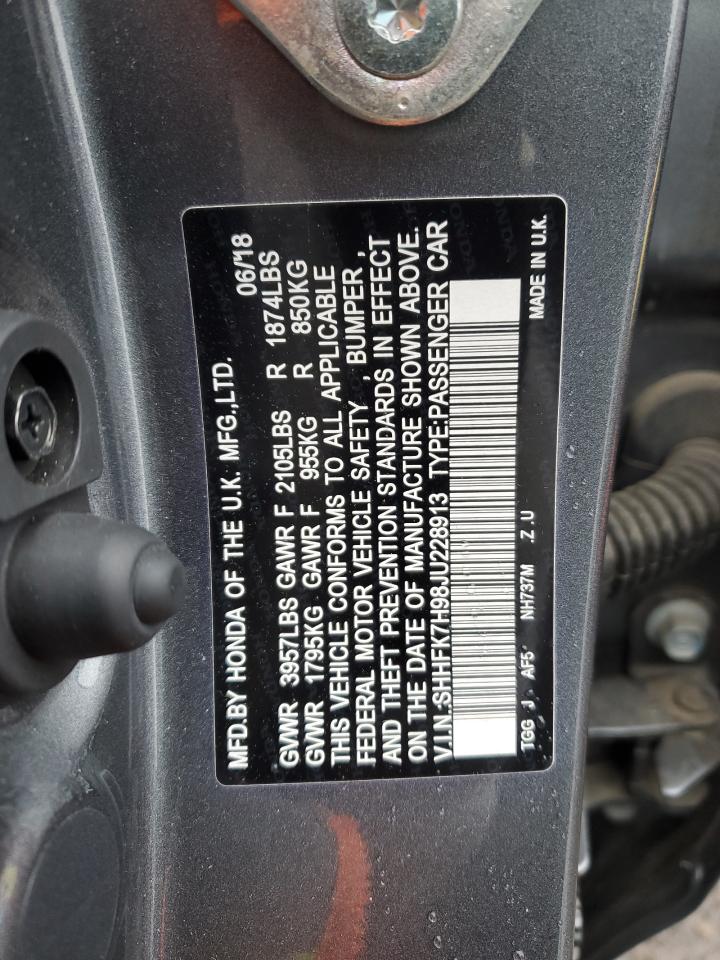 MFD.BY HONDA OF THE U.K. MFG.,LTD. 06/18
GVWR 3957LBS GAWR F 2105LBS R 1874LBS
GVWR 1795KG GAWR F 955KG R 850KG
THIS VEHICLE CONFORMS TO ALL APPLICABLE
FEDERAL MOTOR VEHICLE SAFETY , BUMPER ,
AND THEFT PREVENTION STANDARDS IN EFFECT
ON THE DATE OF MANUFACTURE SHOWN ABOVE.
V.I.N.:SHHFK7H98JU228913 TYPE:PASSENGER CAR
TGG J AF5 NH737M Z .U MADE IN U.K.